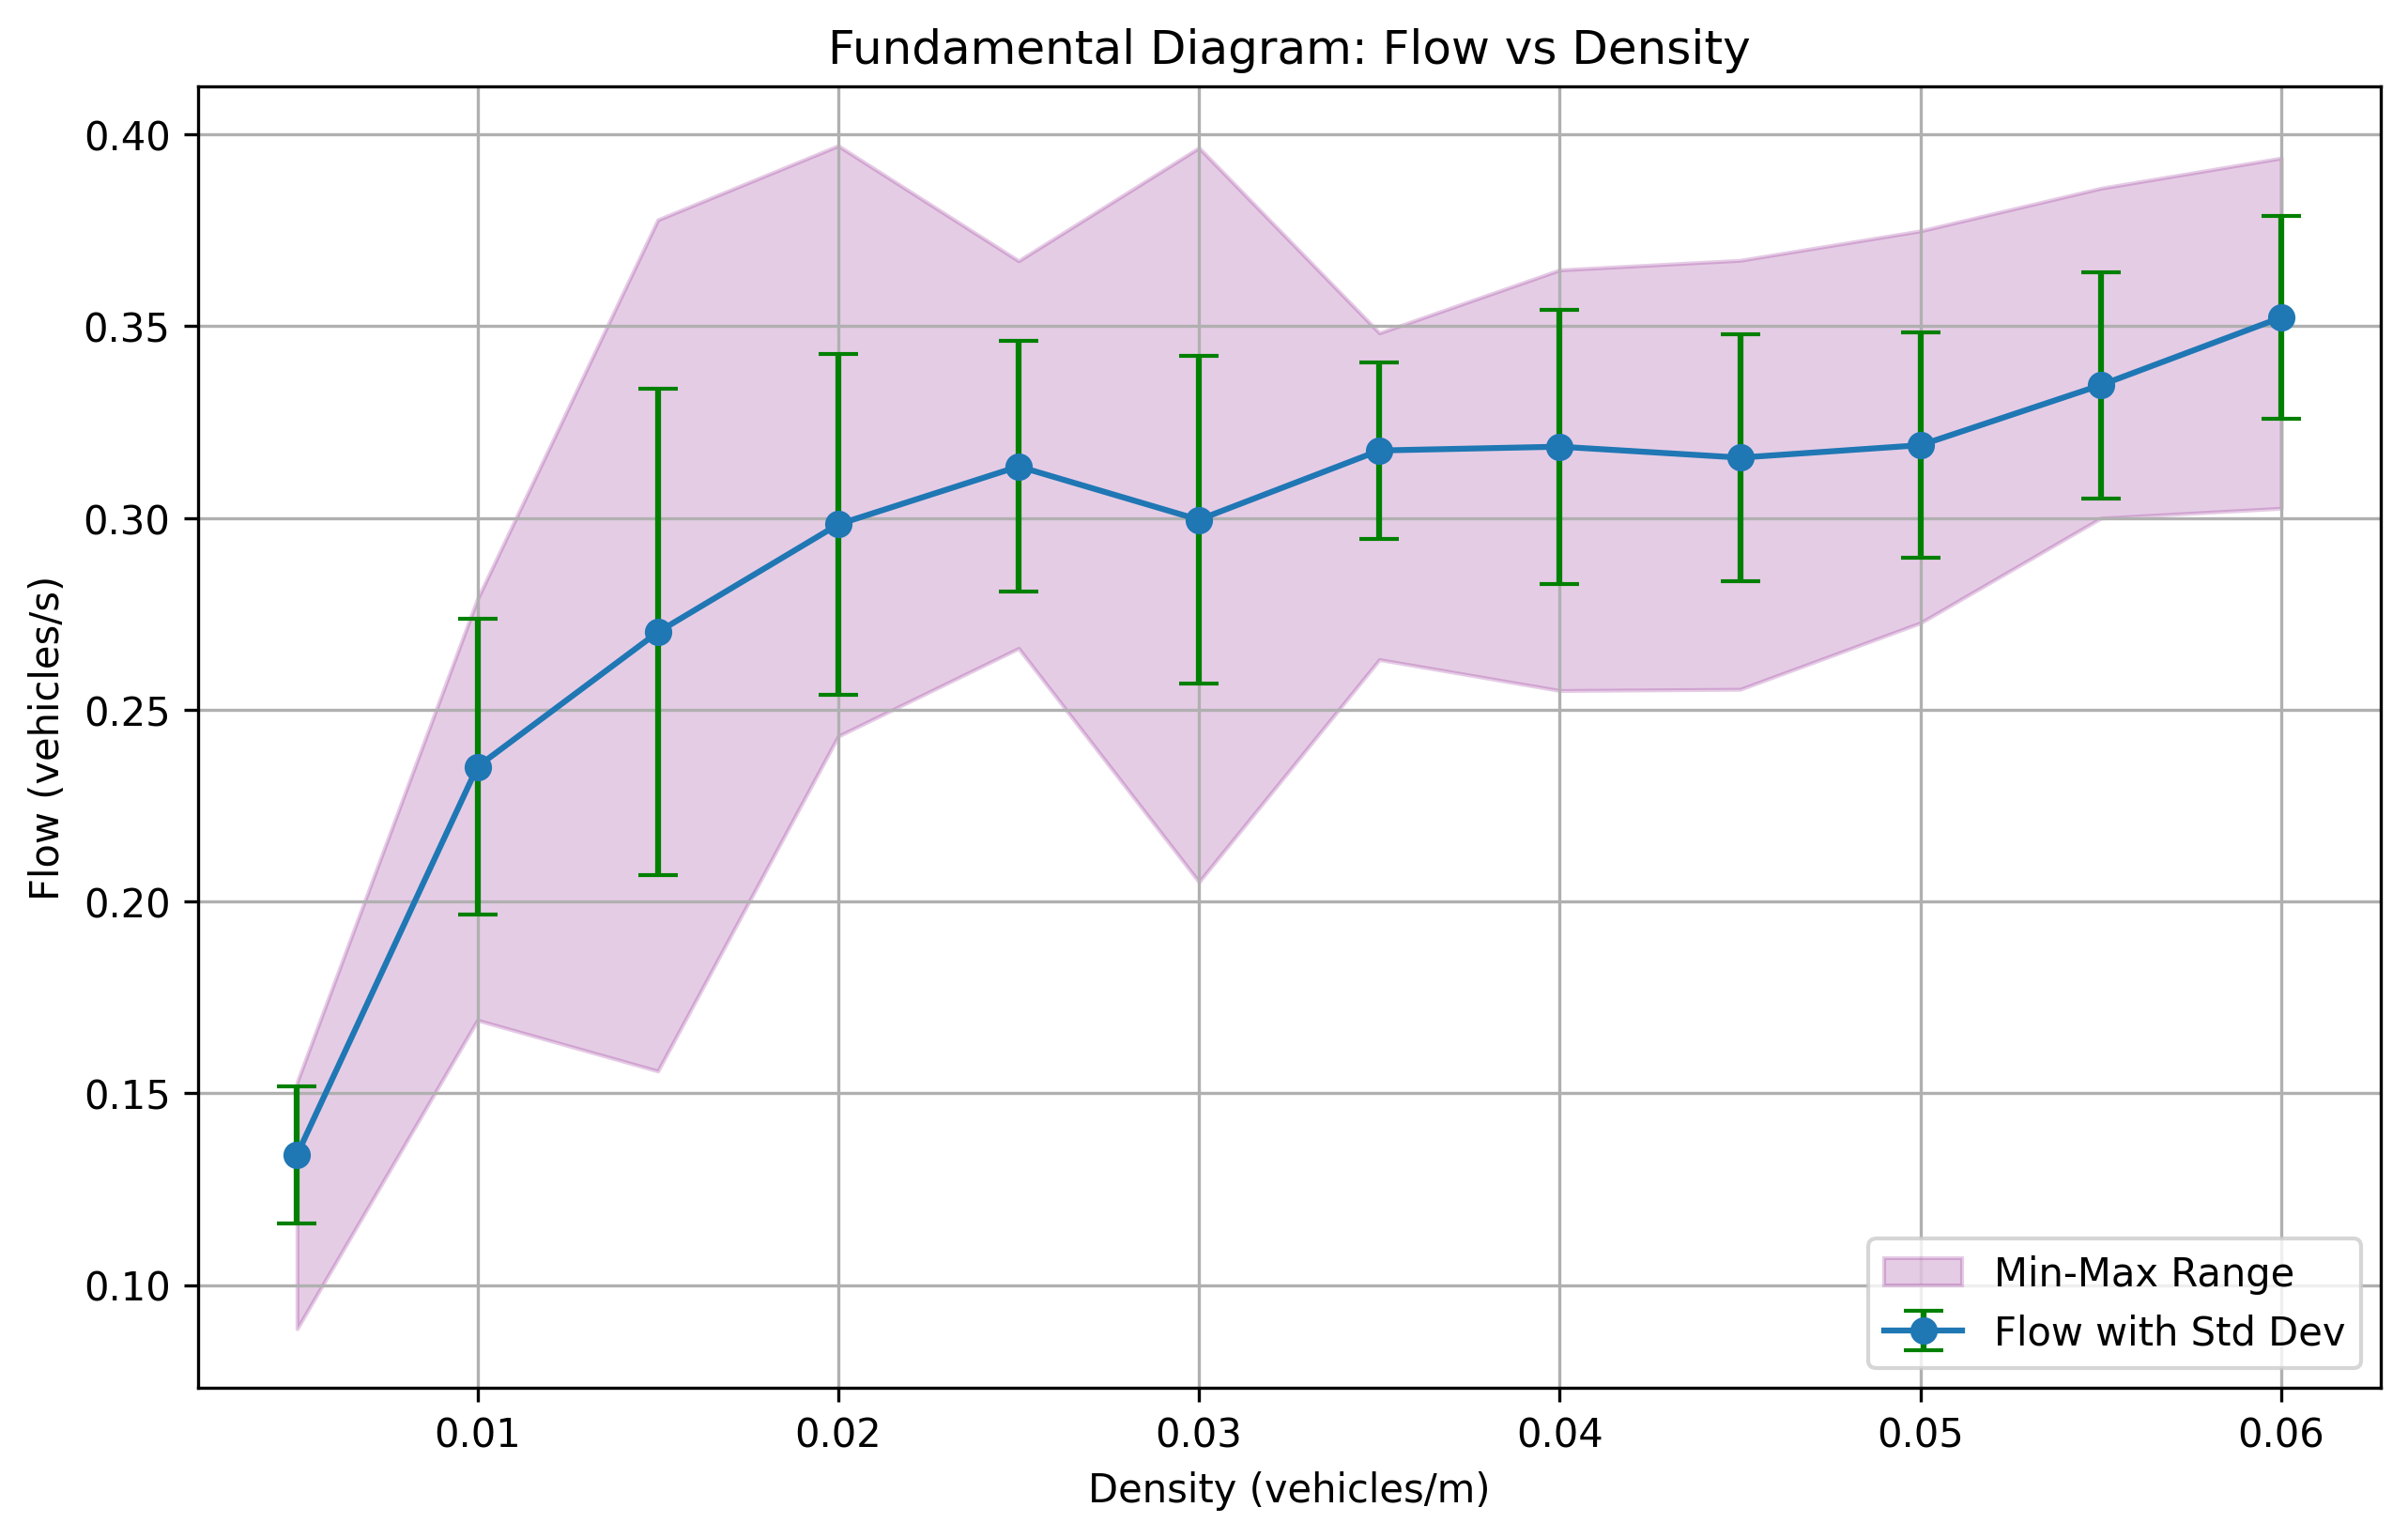 Fundamental Diagram: Flow vs Density
0.40
0.35
0.30
0.25
0.20
0.15
0.10
Flow (vehicles/s)
Min-Max Range
Flow with Std Dev
0.01 0.02 0.03 0.04 0.05 0.06
Density (vehicles/m)